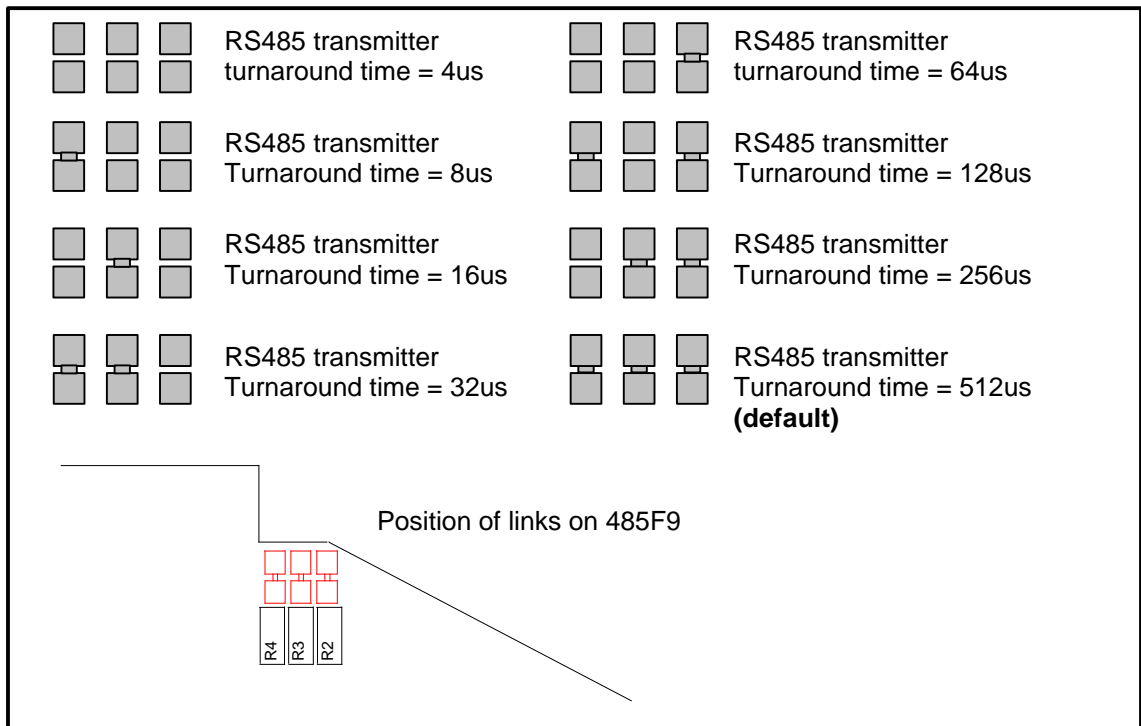 RS485 transmitter
turnaround time = 4us
RS485 transmitter
Turnaround time = 8us
RS485 transmitter
Turnaround time = 16us
RS485 transmitter
Turnaround time = 32us
RS485 transmitter
turnaround time = 64us
RS485 transmitter
Turnaround time = 128us
RS485 transmitter
Turnaround time = 256us
RS485 transmitter
Turnaround time = 512us
(default)
Position of links on 485F9
R4
R3
R2